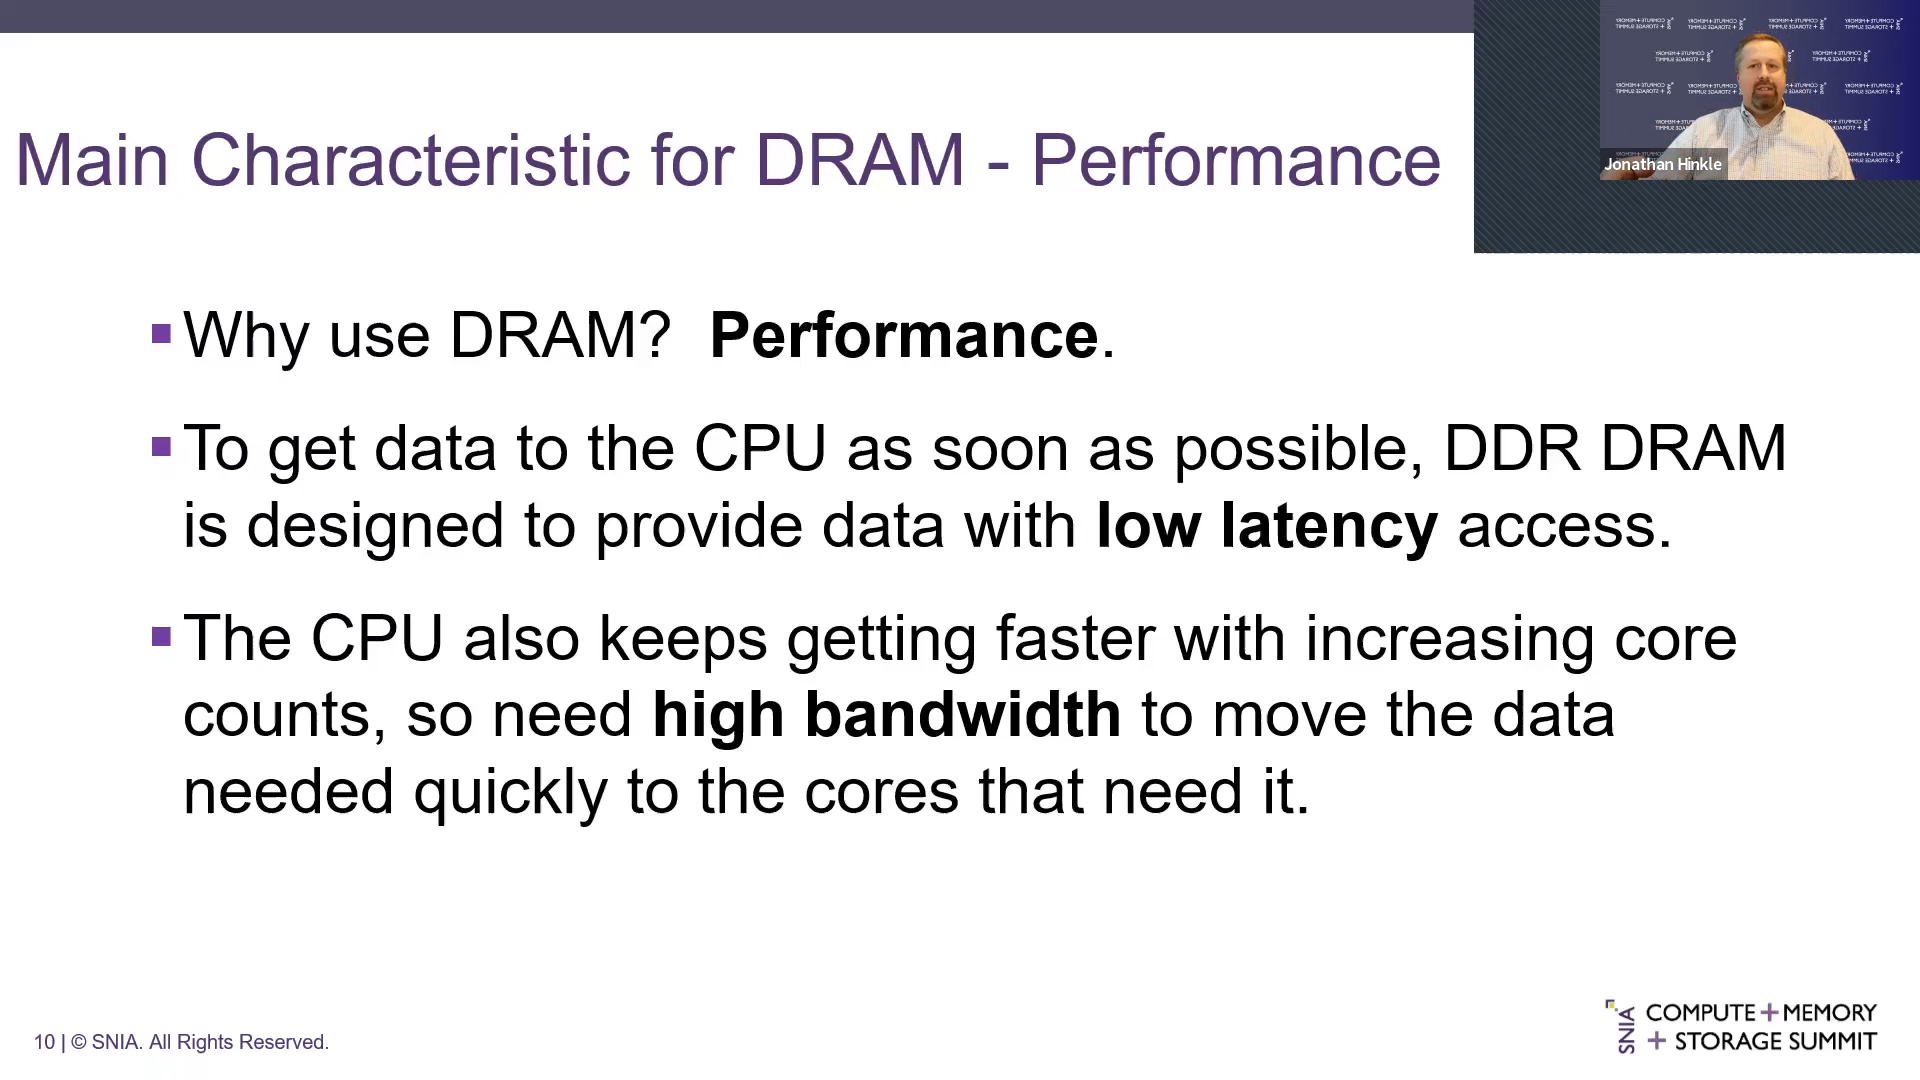 Main Characteristic for DRAM - Performance
Jonathan Hinkle
▪Why use DRAM?  Performance.
▪To get data to the CPU as soon as possible, DDR DRAM
is designed to provide data with low latency access.
▪The CPU also keeps getting faster with increasing core
counts, so need high bandwidth to move the data
needed quickly to the cores that need it.
10 | © SNIA. All Rights Reserved.
SNIA
COMPUTE+MEMORY
+ STORAGE SUMMIT